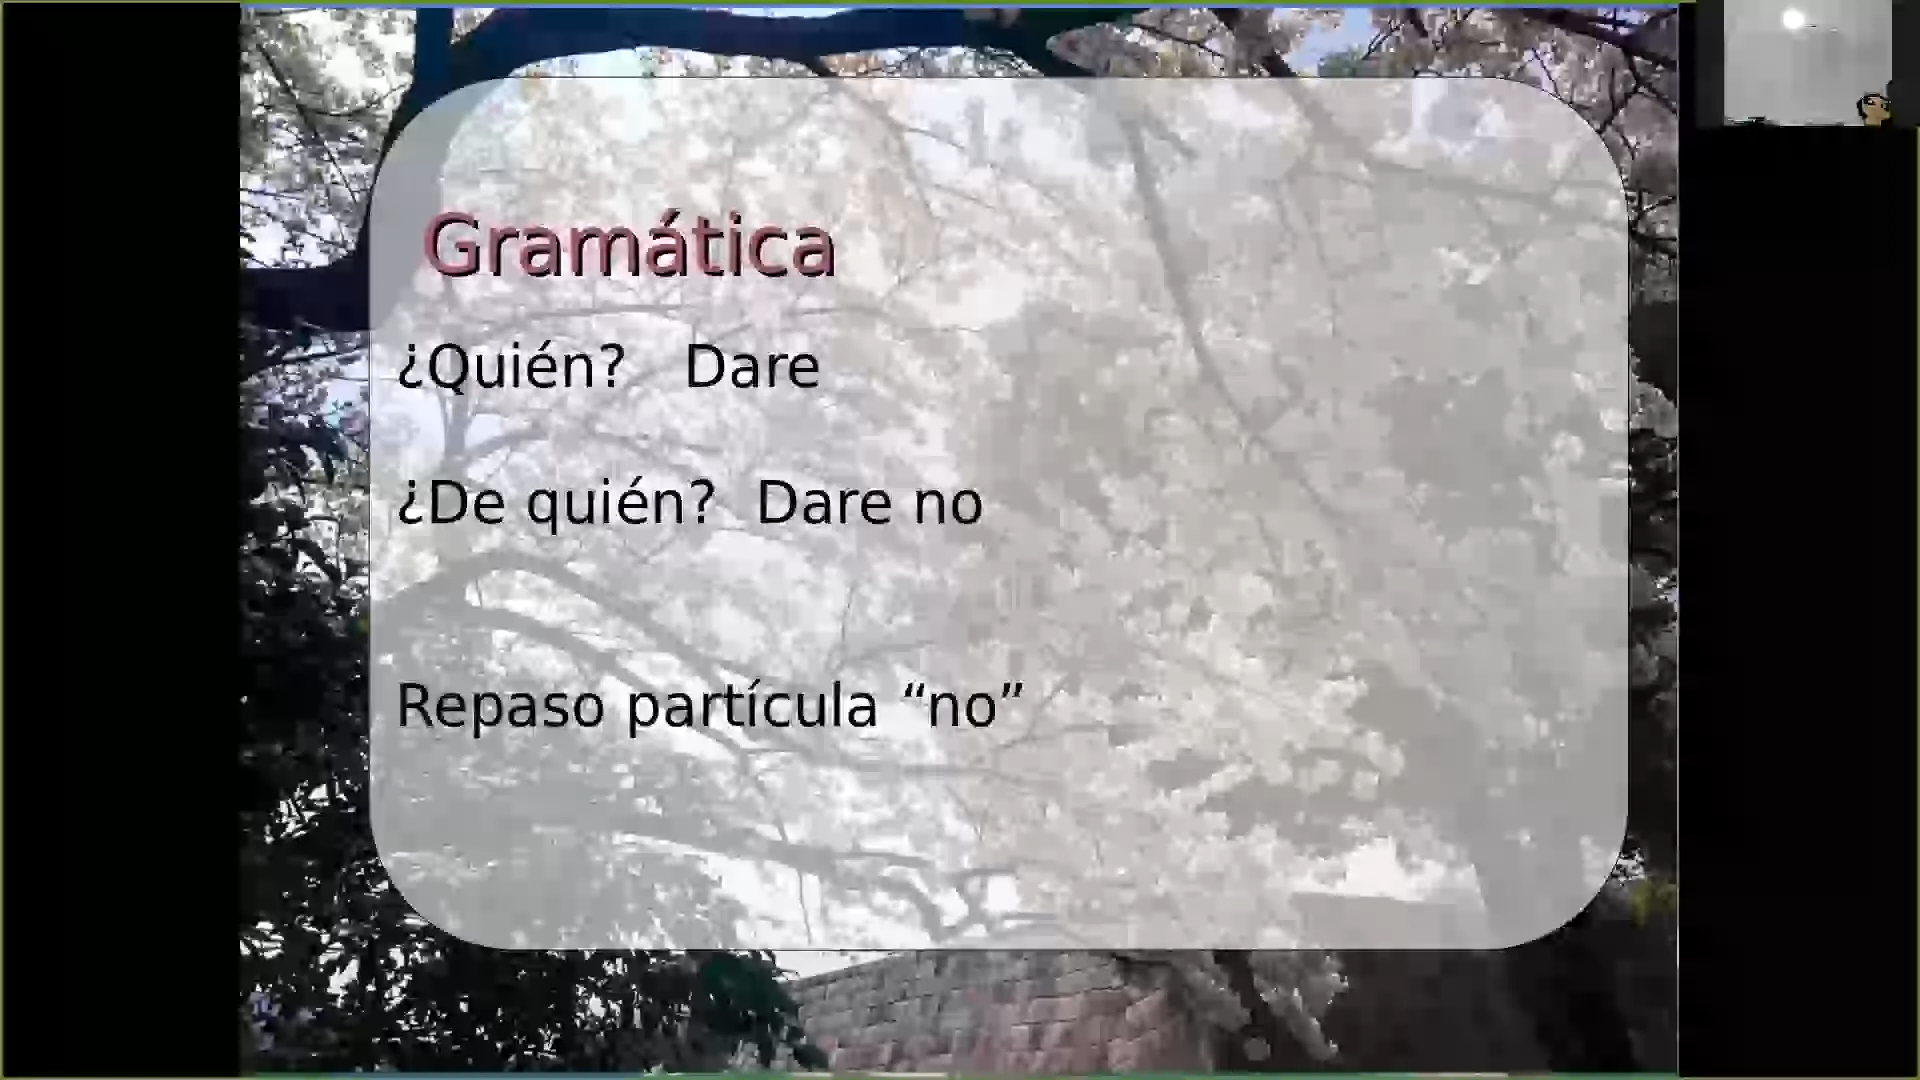 Gramática
¿Quién? Dare
¿De quién? Dare no
Repaso partícula “no”